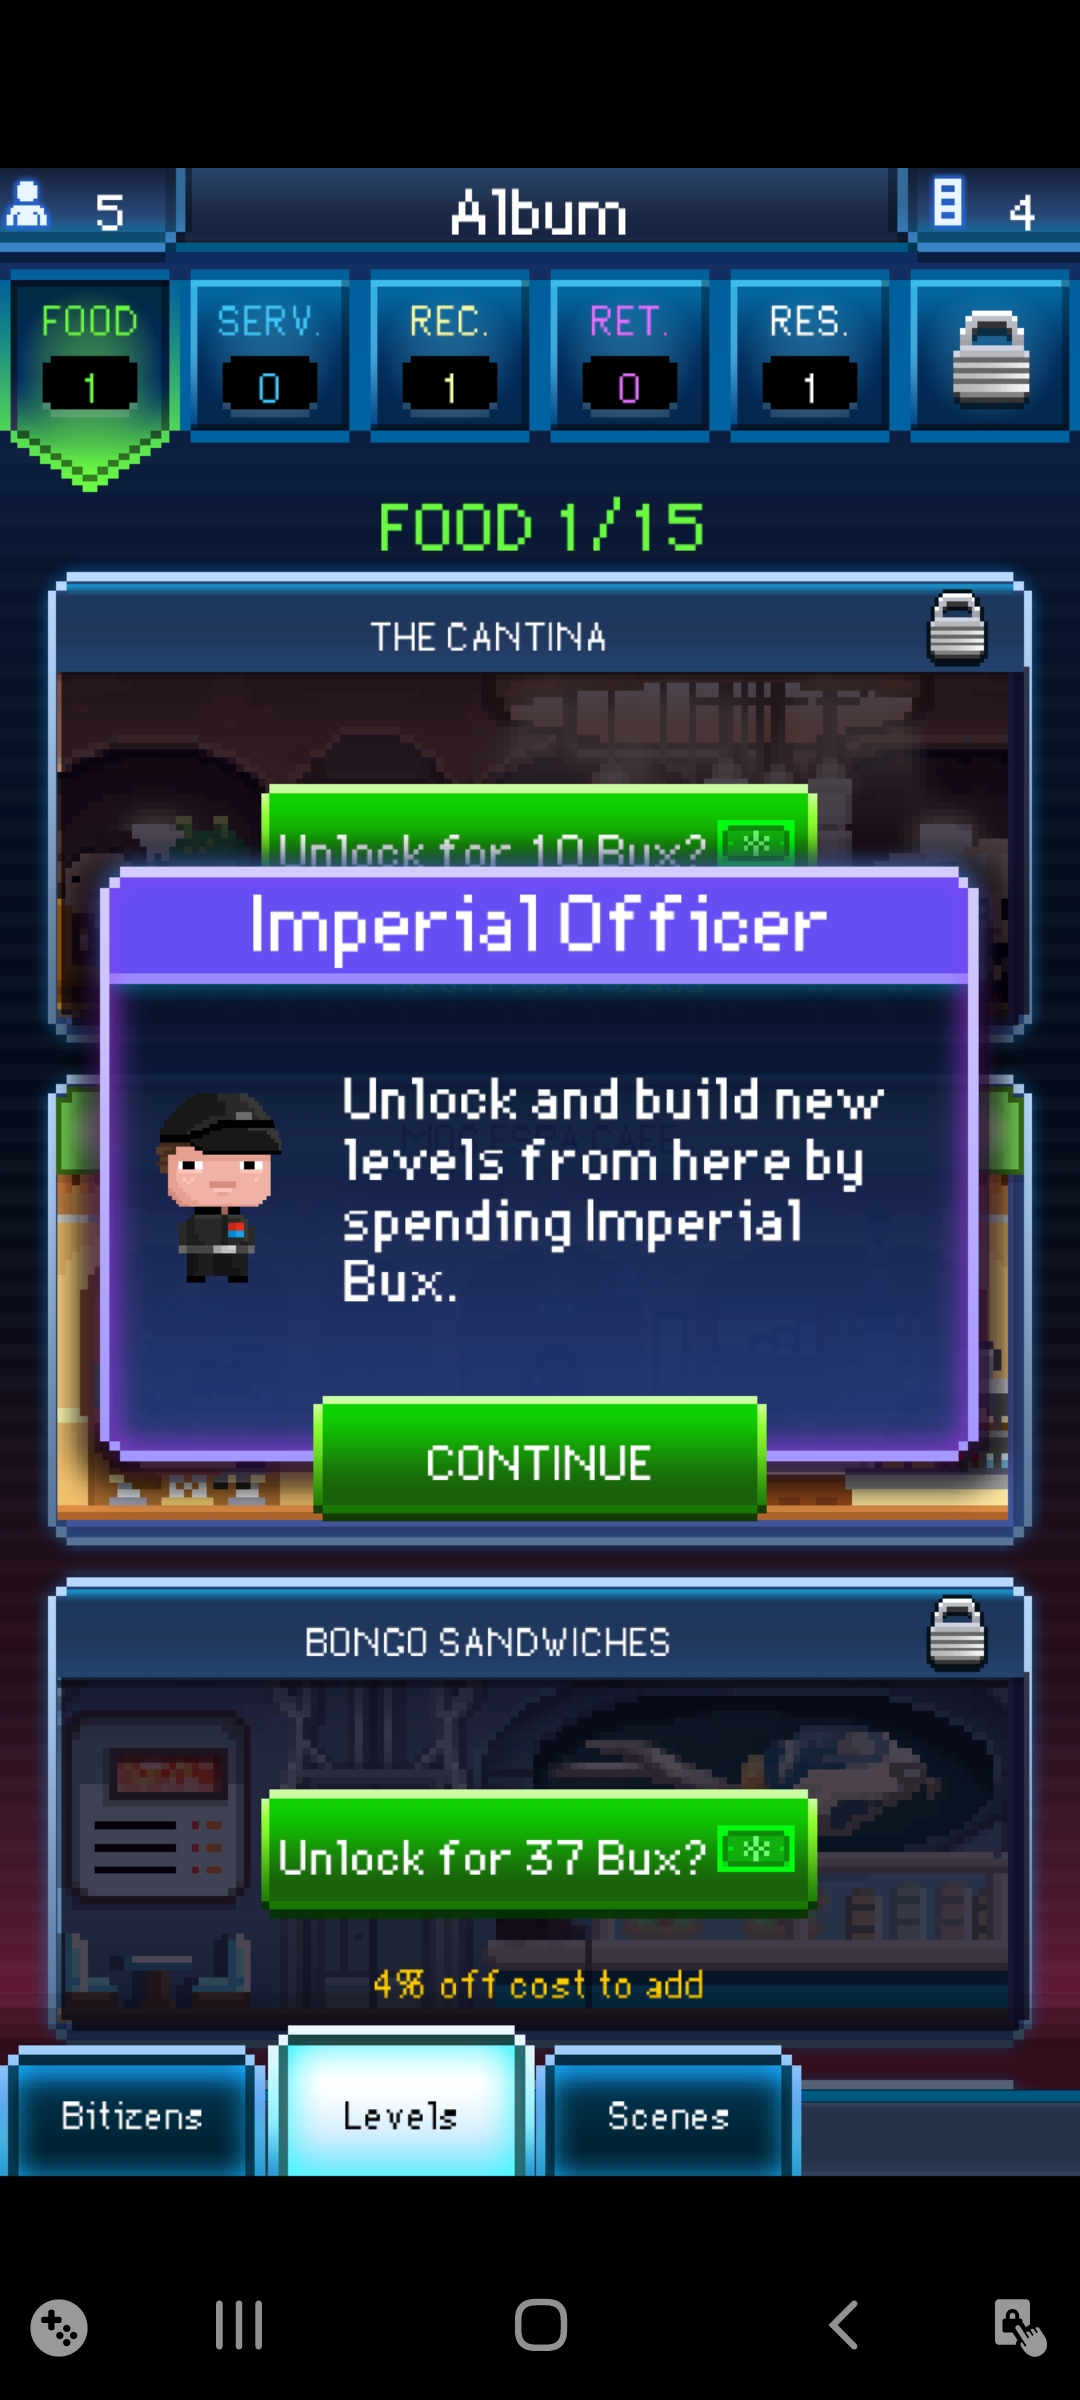 5
Album
4
FOOD
SERV.
REC.
RET.
RES.
1
0
1
0
1
FOOD 1/15
THE CANTINA
Unlock for 10 Bux?
Imperial Officer
Unlock and build new
levels from here by
spending Imperial
Bux.
CONTINUE
BONGO SANDWICHES
Unlock for 37 Bux?
4% off cost to add
Bitizens
Levels
Scenes